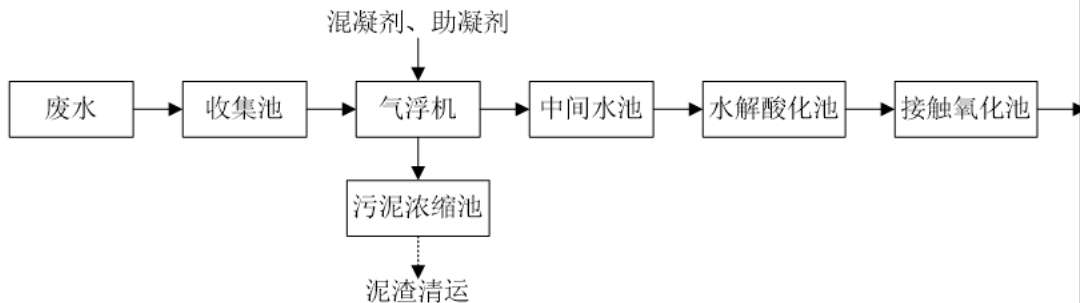 混凝剂、助凝剂
废水
收集池
气浮机
中间水池
水解酸化池
接触氧化池
污泥浓缩池
泥渣清运